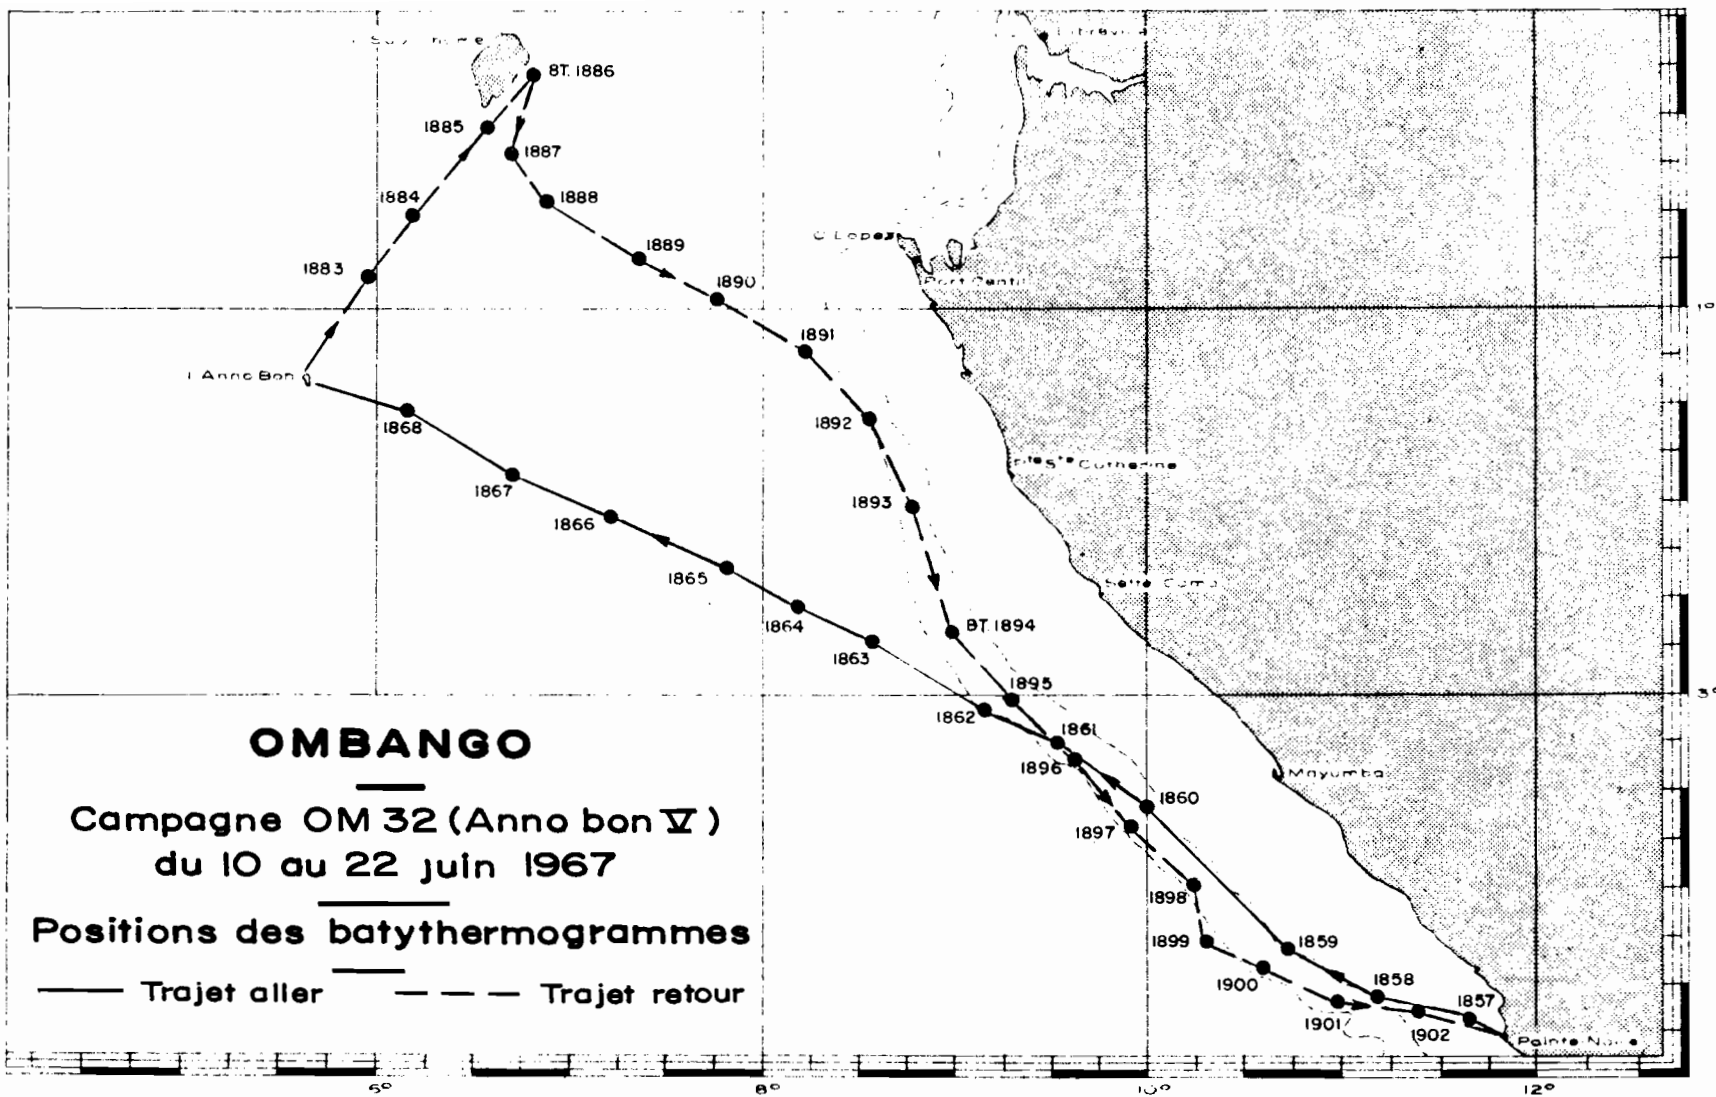 BT. 1886
1885
1887
1884
1888
1883
1889
1890
C Lopez
Port Gentil
1°
1891
I Anno Bon
1868
1892
1867
1866
1893
1865
1864
BT. 1894
1863
1895
3°
1862
1861
1896
Mayumba
1860
1897
1898
1899
1859
1900
1858
1857
1901
1902
Pointe Noire
OMBANGO
Campagne OM 32 (Anno bon V)
du 10 au 22 juin 1967
Positions des batythermogrammes
Trajet aller
Trajet retour
8°
10°
12°